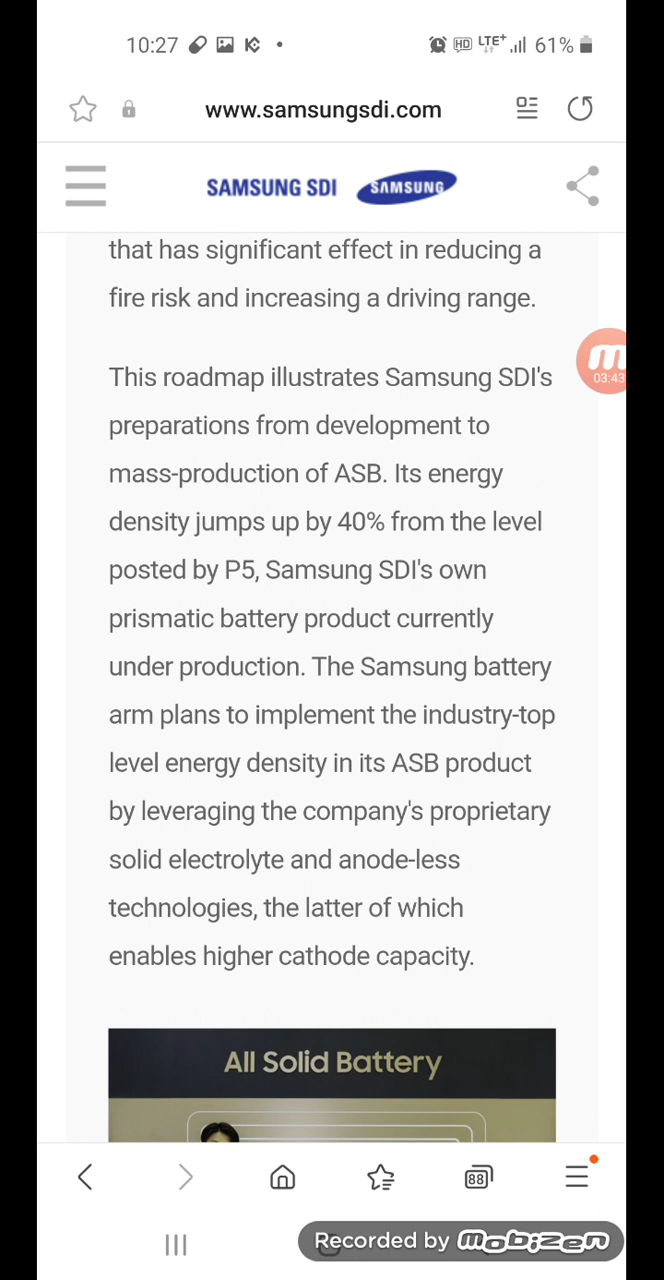 10:27
HD LTE+ 61%
www.samsungsdi.com
SAMSUNG SDI SAMSUNG
that has significant effect in reducing a
fire risk and increasing a driving range.
03:43
This roadmap illustrates Samsung SDI's
preparations from development to
mass-production of ASB. Its energy
density jumps up by 40% from the level
posted by P5, Samsung SDI's own
prismatic battery product currently
under production. The Samsung battery
arm plans to implement the industry-top
level energy density in its ASB product
by leveraging the company's proprietary
solid electrolyte and anode-less
technologies, the latter of which
enables higher cathode capacity.
All Solid Battery
88
Recorded by mobizen